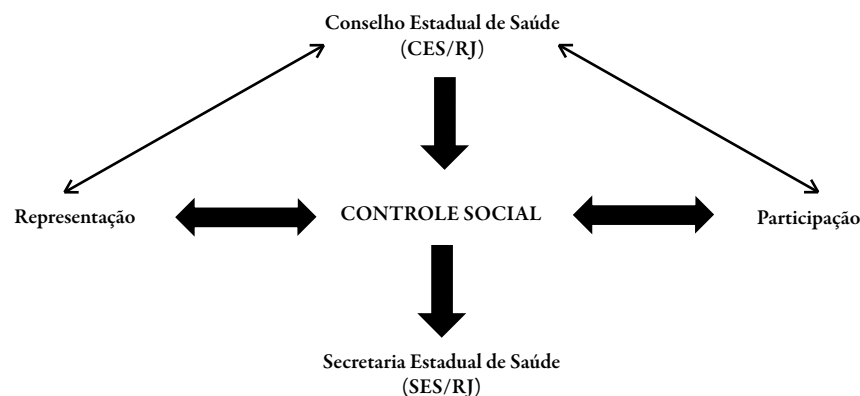 Conselho Estadual de Saúde
(CES/RJ)
Representação
CONTROLE SOCIAL
Participação
Secretaria Estadual de Saúde
(SES/RJ)